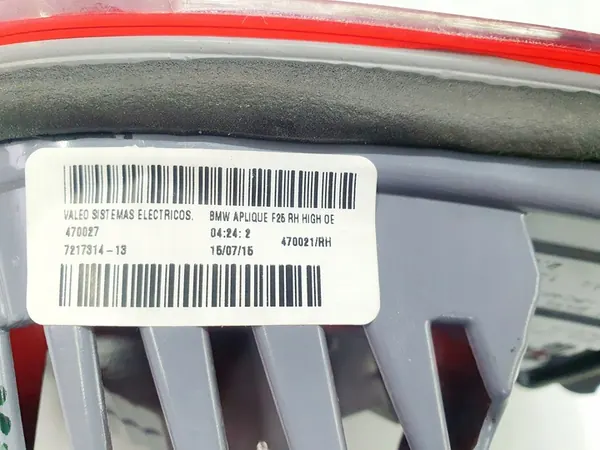 VALEO SISTEMAS ELECTRICOS. BMW APLIQUE F25 RH HIGH OE
470027 04:24: 2 470021/RH
7217314-13 15/07/15